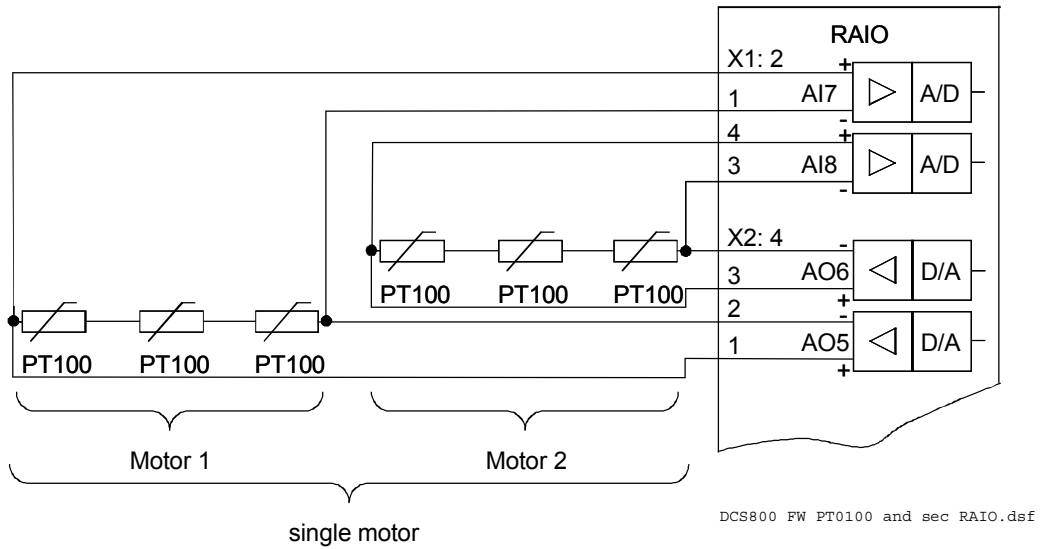 RAIO
X1: 2
+
1
AI7
A/D
-
4
+
3
AI8
A/D
-
X2: 4
-
3
AO6
D/A
+
PT100 PT100 PT100
2
-
1
AO5
D/A
+
PT100 PT100 PT100
Motor 1
Motor 2
single motor
DCS800 FW PT0100 and sec RAIO.dsf